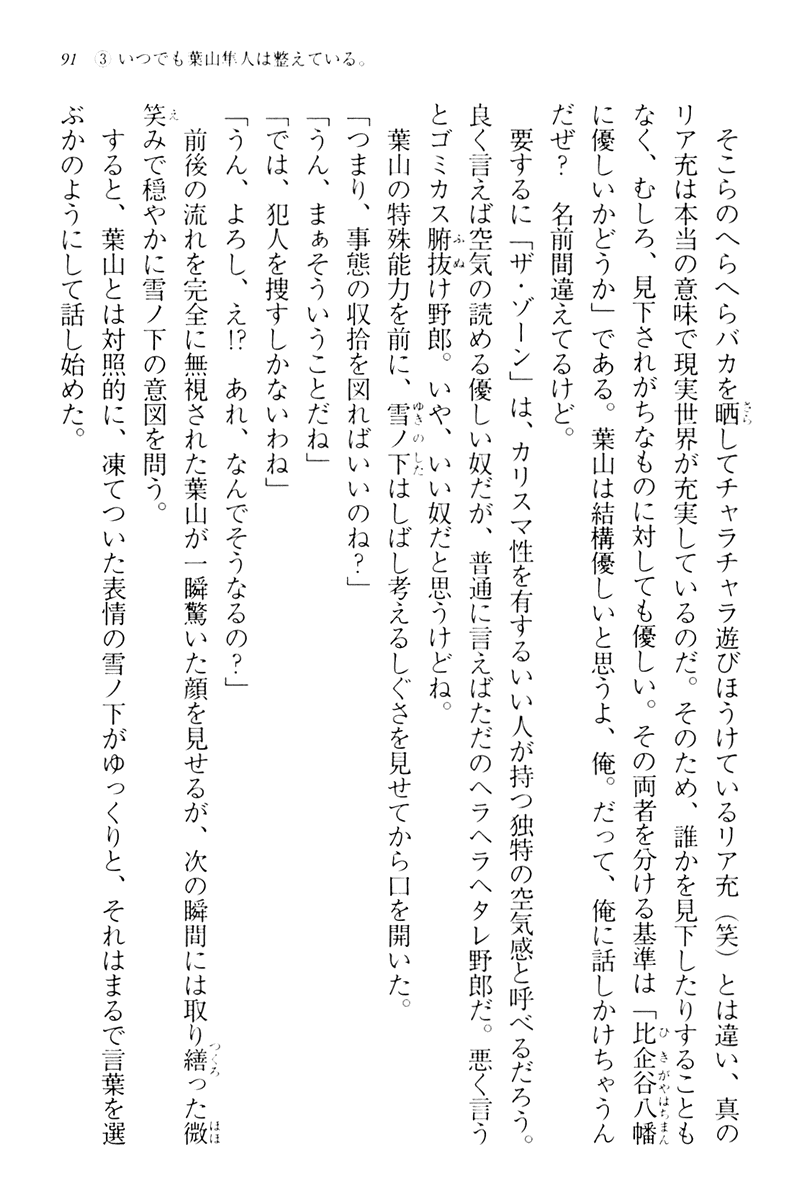 91 ③ いつでも葉山隼人は整えている。
そこらのへらへらバカを晒してチャラチャラ遊びほうけているリア充（笑）とは違い、真の
リア充は本当の意味で現実世界が充実しているのだ。そのため、誰かを見下したりすることも
なく、むしろ、見下されがちなものに対しても優しい。その両者を分ける基準は「比企谷八幡
に優しいかどうか」である。葉山は結構優しいと思うよ、俺。だって、俺に話しかけちゃうん
だぜ？　名前間違えてるけど。
要するに「ザ・ゾーン」は、カリスマ性を有するいい人が持つ独特の空気感と呼べるだろう。
良く言えば空気の読める優しい奴だが、普通に言えばただのヘラヘラヘタレ野郎だ。悪く言う
とゴミカス腑抜け野郎。いや、いい奴だと思うけどね。
葉山の特殊能力を前に、雪ノ下はしばし考えるしぐさを見せてから口を開いた。
「つまり、事態の収拾を図ればいいのね？」
「うん、まぁそういうことだね」
「では、犯人を捜すしかないわね」
「うん、よろし、え!?　あれ、なんでそうなるの？」
前後の流れを完全に無視された葉山が一瞬驚いた顔を見せるが、次の瞬間には取り繕った微
笑みで穏やかに雪ノ下の意図を問う。
すると、葉山とは対照的に、凍てついた表情の雪ノ下がゆっくりと、それはまるで言葉を選
ぶかのようにして話し始めた。